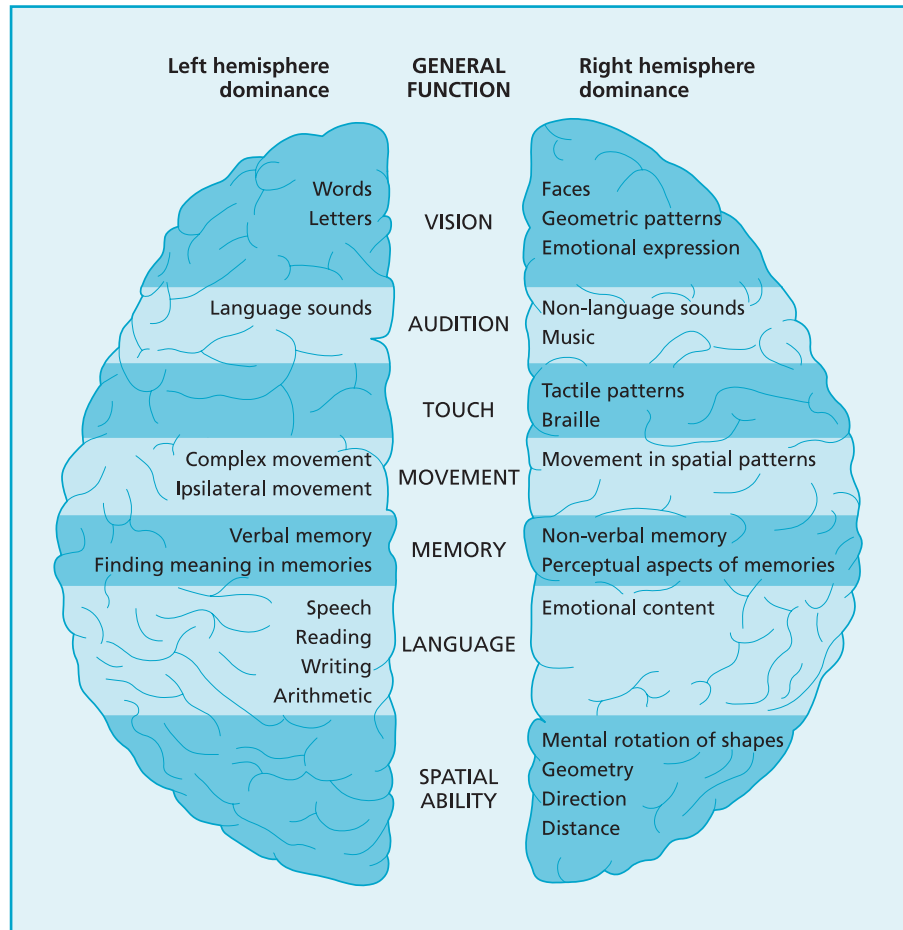 Left hemisphere
dominance
GENERAL
FUNCTION
Right hemisphere
dominance
Words
Letters
VISION
Faces
Geometric patterns
Emotional expression
Language sounds
AUDITION
Non-language sounds
Music
TOUCH
Tactile patterns
Braille
Complex movement
Ipsilateral movement
MOVEMENT
Movement in spatial patterns
Verbal memory
Finding meaning in memories
MEMORY
Non-verbal memory
Perceptual aspects of memories
Speech
Reading
Writing
Arithmetic
LANGUAGE
Emotional content
SPATIAL
ABILITY
Mental rotation of shapes
Geometry
Direction
Distance